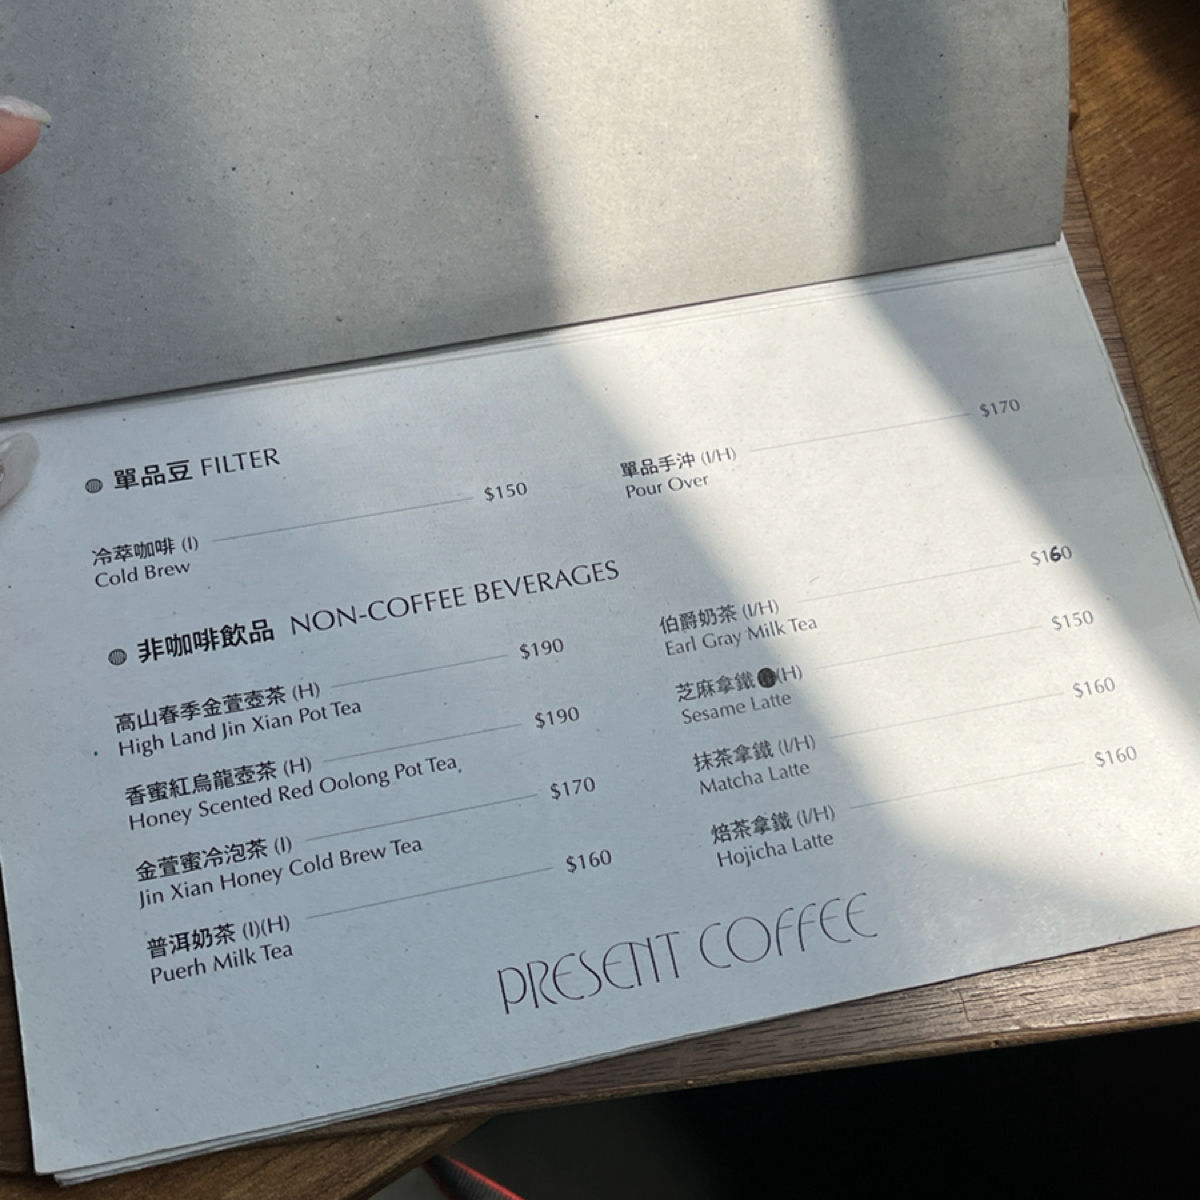 單品豆 FILTER
冷萃咖啡 (I) $150
Cold Brew
單品手沖 (I/H) $170
Pour Over
非咖啡飲品 NON-COFFEE BEVERAGES
高山春季金萱壺茶 (H) $190
High Land Jin Xian Pot Tea
香蜜紅烏龍壺茶 (H) $190
Honey Scented Red Oolong Pot Tea
金萱蜜冷泡茶 (I) $170
Jin Xian Honey Cold Brew Tea
普洱奶茶 (I)(H) $160
Puerh Milk Tea
伯爵奶茶 (I/H) $160
Earl Gray Milk Tea
芝麻拿鐵 (H) $150
Sesame Latte
抹茶拿鐵 (I/H) $160
Matcha Latte
焙茶拿鐵 (I/H) $160
Hojicha Latte
PRESENT COFFEE